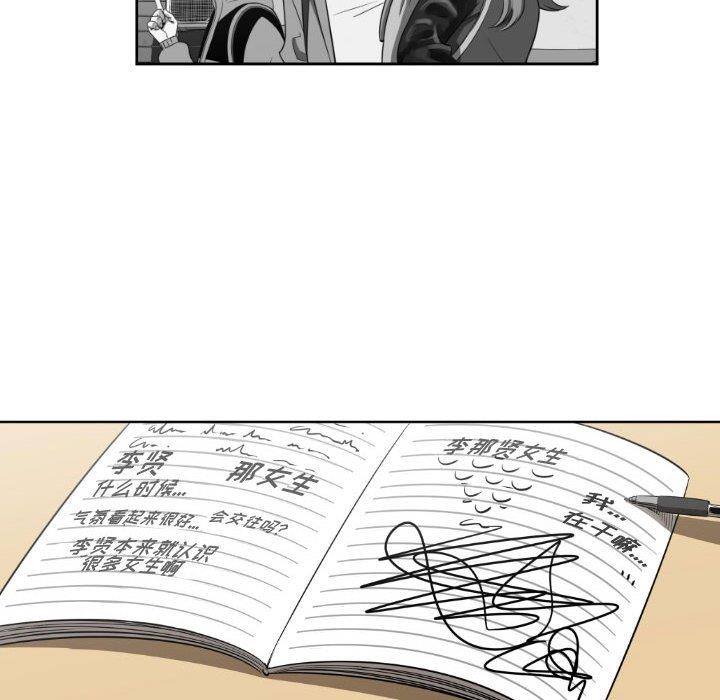 李贤 那女生
什么时候...
气氛看起来很好... 会交往吗?
李贤本来就认识
很多女生啊
李那贤女生
我...
在干嘛....